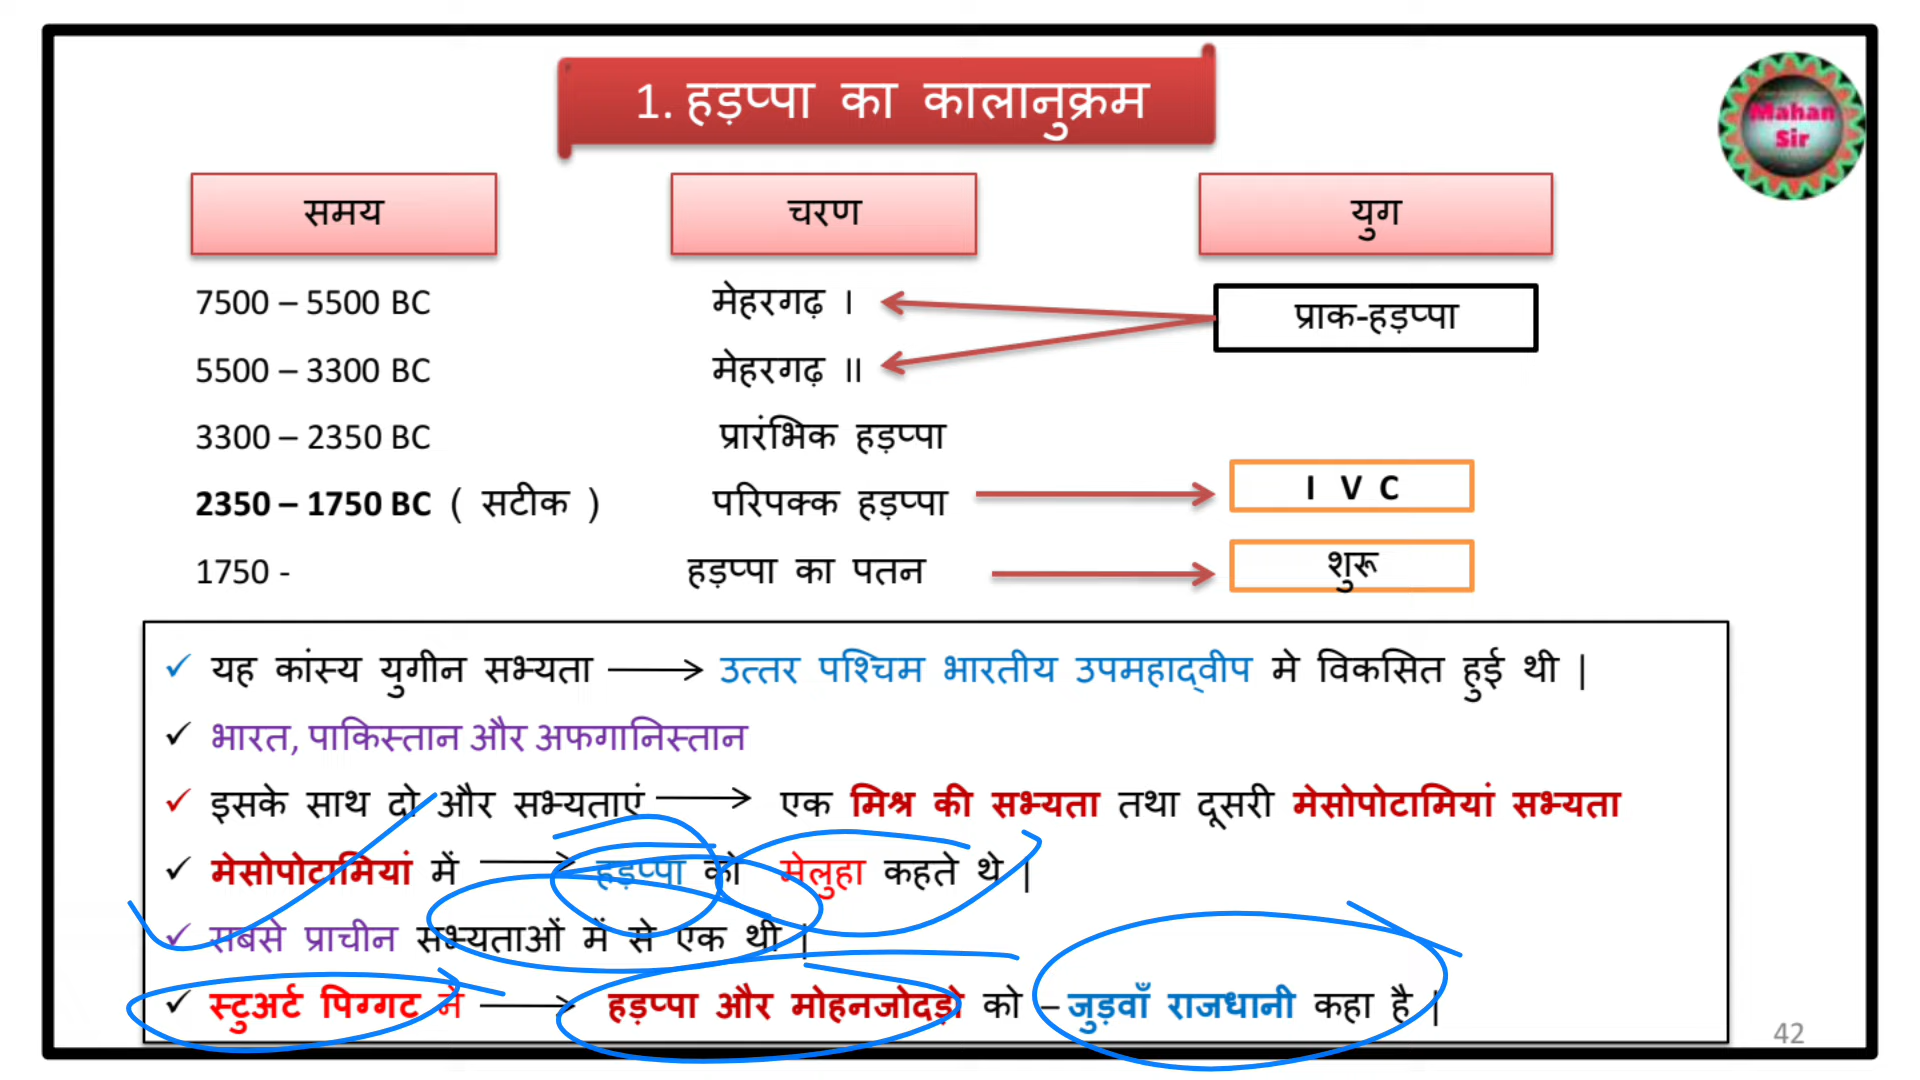 1. हड़प्पा का कालानुक्रम
Mahan
Sir
समय चरण युग
7500 – 5500 BC मेहरगढ़ I प्राक-हड़प्पा
5500 – 3300 BC मेहरगढ़ II
3300 – 2350 BC प्रारंभिक हड़प्पा
2350 – 1750 BC ( सटीक ) परिपक्क हड़प्पा I V C
1750 - हड़प्पा का पतन शुरू
यह कांस्य युगीन सभ्यता उत्तर पश्चिम भारतीय उपमहाद्वीप मे विकसित हुई थी |
भारत, पाकिस्तान और अफगानिस्तान
इसके साथ दो और सभ्यताएं एक मिश्र की सभ्यता तथा दूसरी मेसोपोटामियां सभ्यता
मेसोपोटामियां में हड़प्पा को मेलुहा कहते थे |
सबसे प्राचीन सभ्यताओं में से एक थी |
स्टुअर्ट पिग्गट ने हड़प्पा और मोहनजोदड़ो को – जुड़वाँ राजधानी कहा है |
42